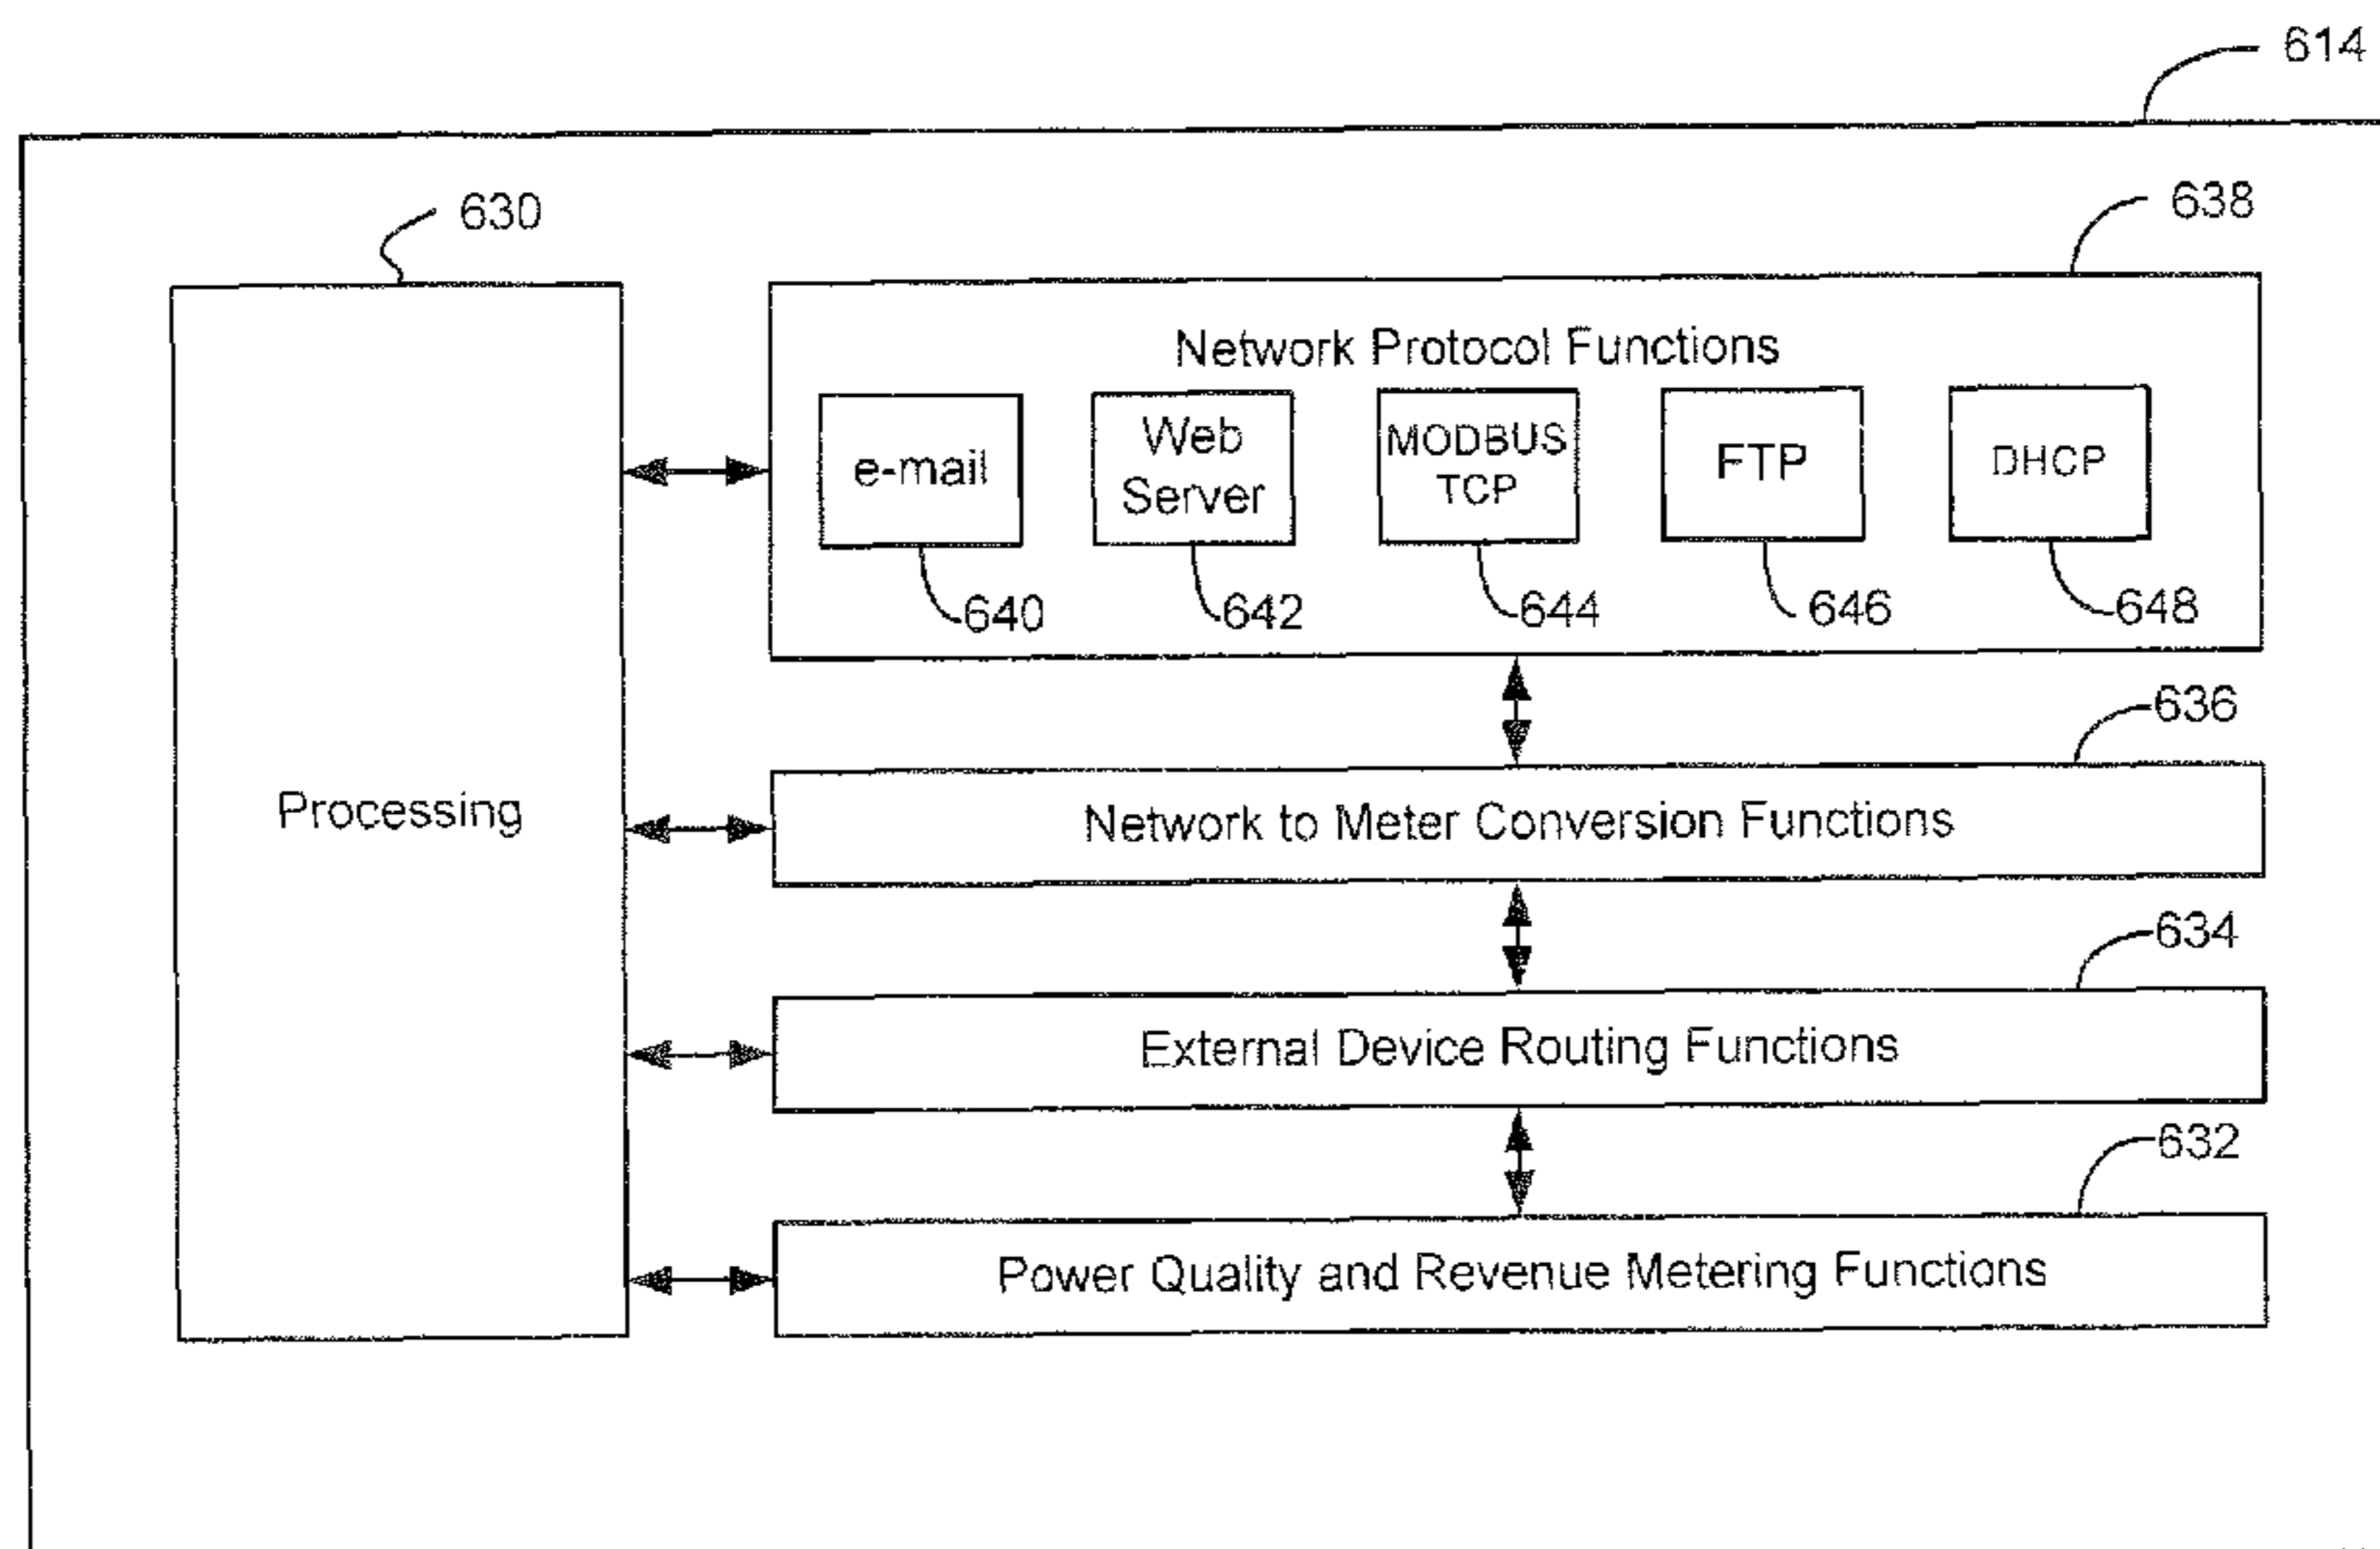 614
630
638
Network Protocol Functions
e-mail
Web
Server
MODBUS
TCP
FTP
DHCP
640
642
644
646
648
636
Processing
Network to Meter Conversion Functions
634
External Device Routing Functions
632
Power Quality and Revenue Metering Functions